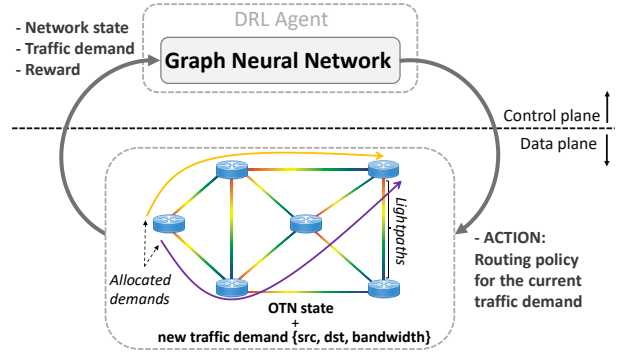 DRL Agent
Graph Neural Network
- Network state
- Traffic demand
- Reward
Control plane
Data plane
Lightpaths
Allocated
demands
- ACTION:
Routing policy
for the current
traffic demand
OTN state
+
new traffic demand {src, dst, bandwidth}